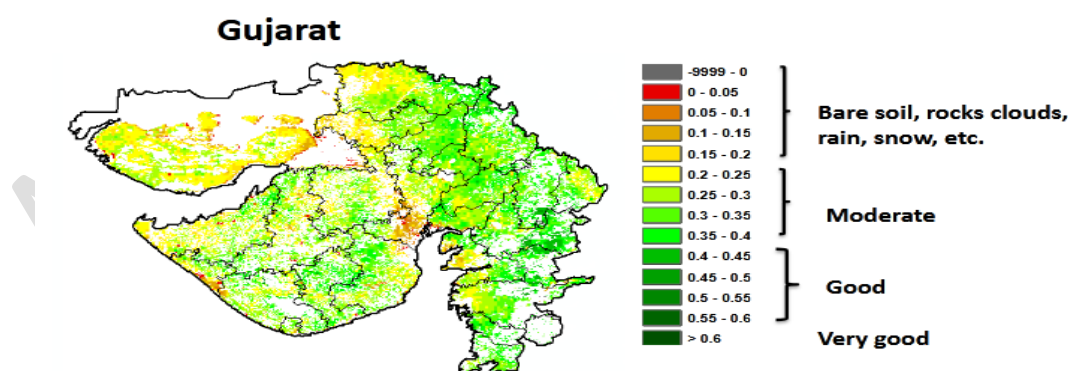 Gujarat
-9999 - 0
0 - 0.05
0.05 - 0.1
0.1 - 0.15
0.15 - 0.2
0.2 - 0.25
0.25 - 0.3
0.3 - 0.35
0.35 - 0.4
0.4 - 0.45
0.45 - 0.5
0.5 - 0.55
0.55 - 0.6
> 0.6
Bare soil, rocks clouds,
rain, snow, etc.
Moderate
Good
Very good